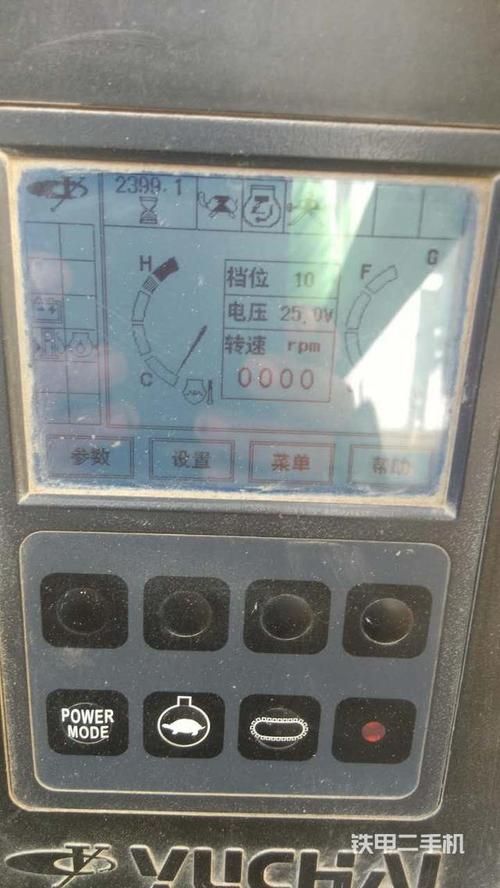 2399.1
H
F
G
档位 10
电压 25.0V
转速 rpm
C
0000
参数
设置
菜单
帮助
POWER
MODE
YUCHAI
铁甲二手机